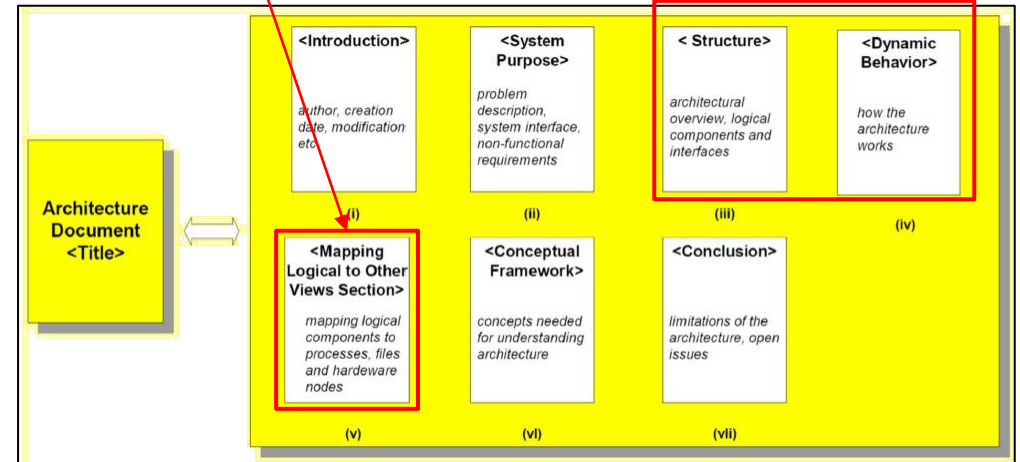 Architecture
Document
<Title>
<Introduction>
author, creation
date, modification
etc
(i)
<System
Purpose>
problem
description,
system interface,
non-functional
requirements
(ii)
< Structure>
architectural
overview, logical
components and
interfaces
(iii)
<Dynamic
Behavior>
how the
architecture
works
(iv)
<Mapping
Logical to Other
Views Section>
mapping logical
components to
processes, files
and hardware
nodes
(v)
<Conceptual
Framework>
concepts needed
for understanding
architecture
(vI)
<Conclusion>
limitations of the
architecture, open
issues
(vIi)